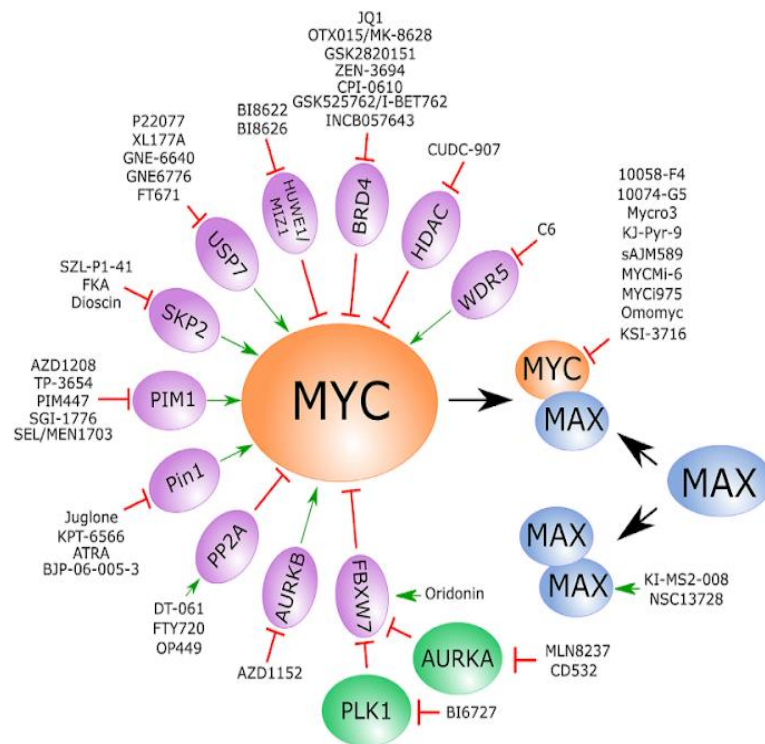 JQ1
OTX015/MK-8628
GSK2820151
ZEN-3694
CPI-0610
GSK525762/I-BET762
INCB057643
BI8622
BI8626
P22077
XL177A
GNE-6640
GNE6776
FT671
CUDC-907
10058-F4
10074-G5
Mycro3
KJ-Pyr-9
sAJM589
MYCMi-6
MYCi975
Omomyc
KSI-3716
C6
HUWE1/
MIZ1
BRD4
HDAC
USP7
WDR5
SZL-P1-41
FKA
Dioscin
SKP2
AZD1208
TP-3654
PIM447
SGI-1776
SEL/MEN1703
PIM1
MYC
MYC
MAX
MAX
Pin1
Juglone
KPT-6566
ATRA
BJP-06-005-3
PP2A
DT-061
FTY720
OP449
AURKB
AZD1152
FBXW7
Oridonin
MAX
MAX
KI-MS2-008
NSC13728
AURKA
MLN8237
CD532
PLK1
BI6727